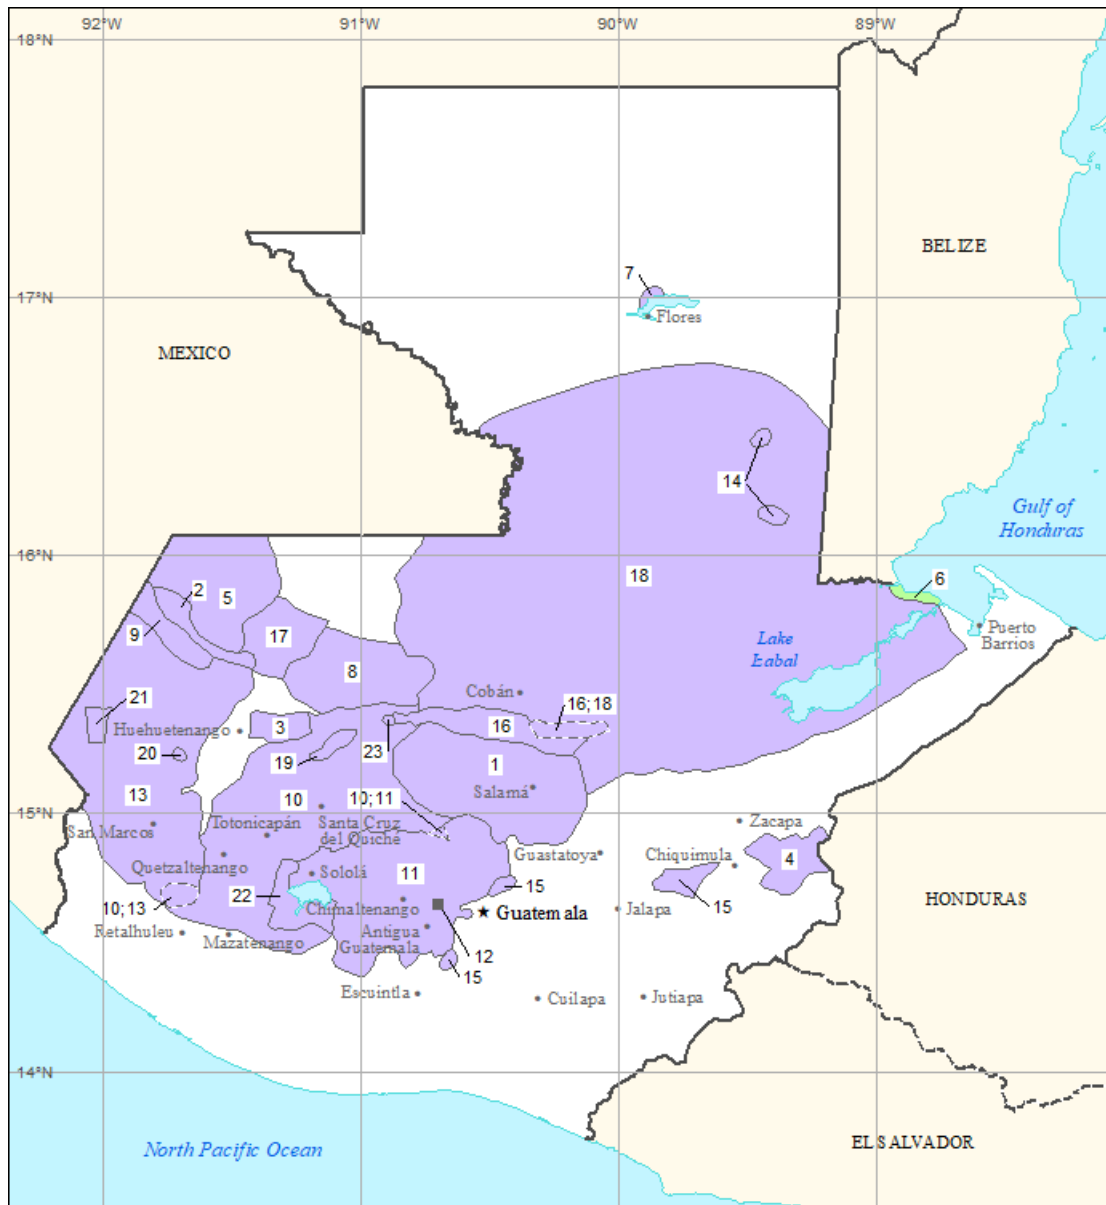 92°W
91°W
90°W
89°W
18°N
BELIZE
7
17°N
Flores
MEXICO
14
Gulf of
Honduras
16°N
18
6
2
5
9
17
Puerto
Barrios
Lake
Izabal
8
21
Cobán
16; 18
Huehuetenango
3
16
20
19
23
1
13
10
10; 11
Salamá
15°N
San Marcos
Totonicapán
Santa Cruz
del Quiché
Zacapa
Quetzaltenango
Guastatoya
Chiquimula
4
Sololá
11
15
22
10; 13
Chimaltenango
Guatemala
Jalapa
15
HONDURAS
Retalhuleu
Mazatenango
Antigua
Guatemala
12
15
Escuintla
Cuilapa
Jutiapa
14°N
North Pacific Ocean
EL SALVADOR